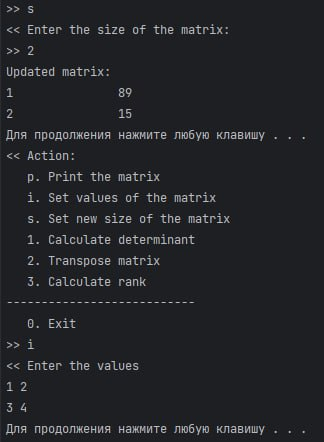 >> s
<< Enter the size of the matrix:
>> 2
Updated matrix:
1 89
2 15
Для продолжения нажмите любую клавишу . . .
<< Action:
p. Print the matrix
i. Set values of the matrix
s. Set new size of the matrix
1. Calculate determinant
2. Transpose matrix
3. Calculate rank
---------------------------
0. Exit
>> i
<< Enter the values
1 2
3 4
Для продолжения нажмите любую клавишу . . .